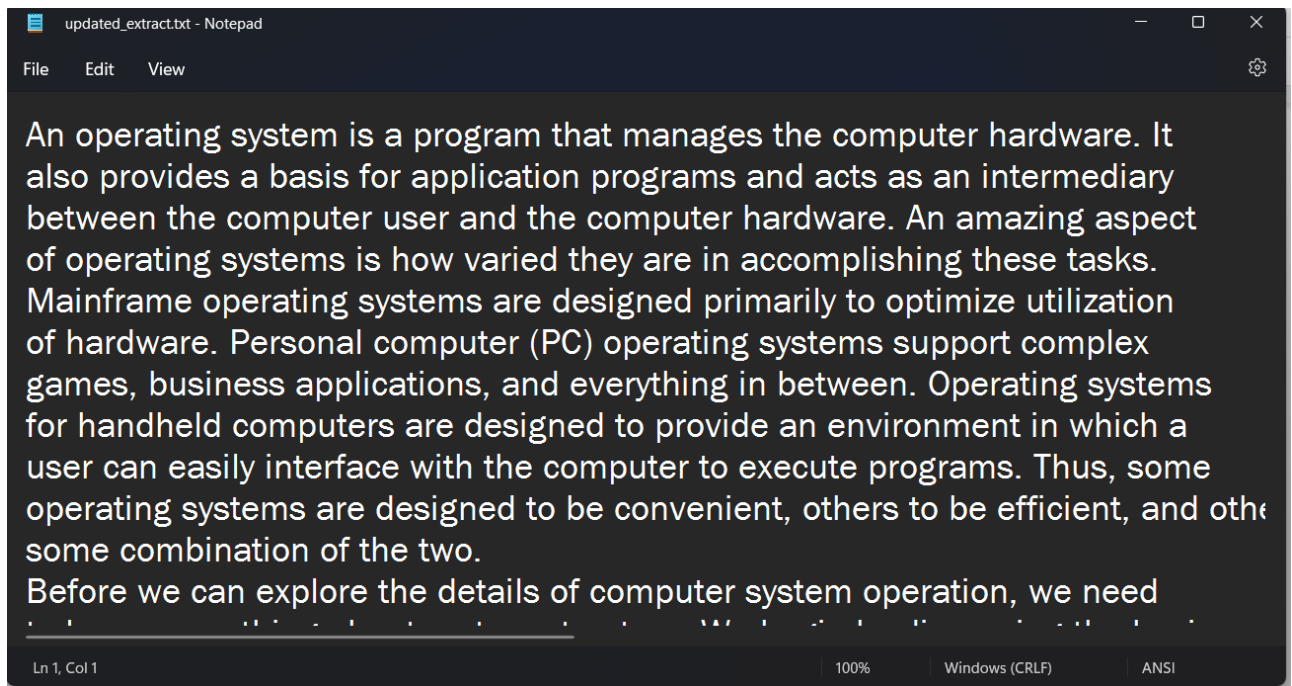 updated_extract.txt - Notepad
File Edit View
An operating system is a program that manages the computer hardware. It
also provides a basis for application programs and acts as an intermediary
between the computer user and the computer hardware. An amazing aspect
of operating systems is how varied they are in accomplishing these tasks.
Mainframe operating systems are designed primarily to optimize utilization
of hardware. Personal computer (PC) operating systems support complex
games, business applications, and everything in between. Operating systems
for handheld computers are designed to provide an environment in which a
user can easily interface with the computer to execute programs. Thus, some
operating systems are designed to be convenient, others to be efficient, and
some combination of the two.
Before we can explore the details of computer system operation, we need
Ln 1, Col 1 100% Windows (CRLF) ANSI